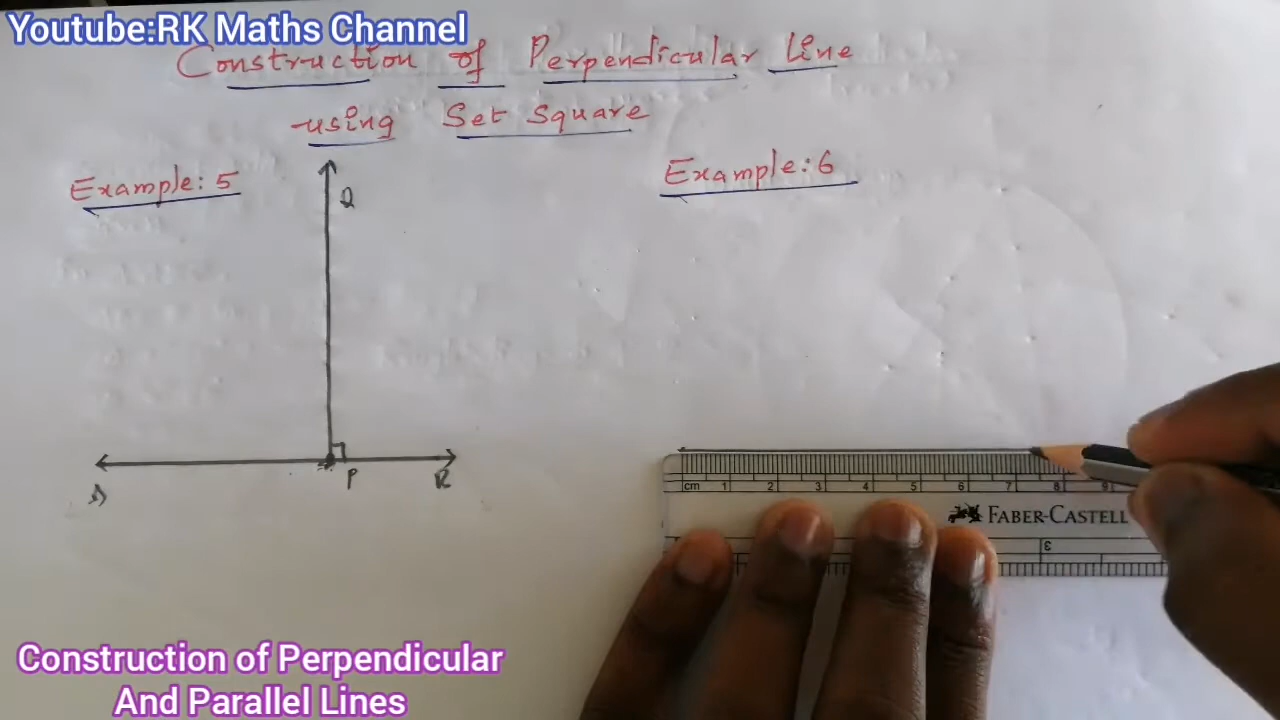 Youtube:RK Maths Channel
Construction of Perpendicular Line
using Set Square
Example: 5
Example: 6
Q
P
R
cm 1 2 3 4 5 6 7 8 9
FABER-CASTELL
3
Construction of Perpendicular
And Parallel Lines